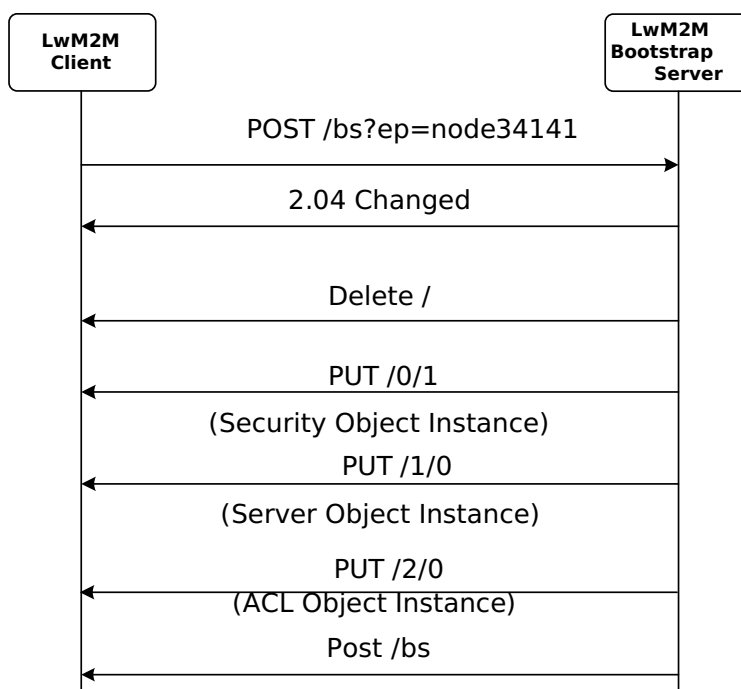 LwM2M
Client
LwM2M
Bootstrap
Server
POST /bs?ep=node34141
2.04 Changed
Delete /
PUT /0/1
(Security Object Instance)
PUT /1/0
(Server Object Instance)
PUT /2/0
(ACL Object Instance)
Post /bs